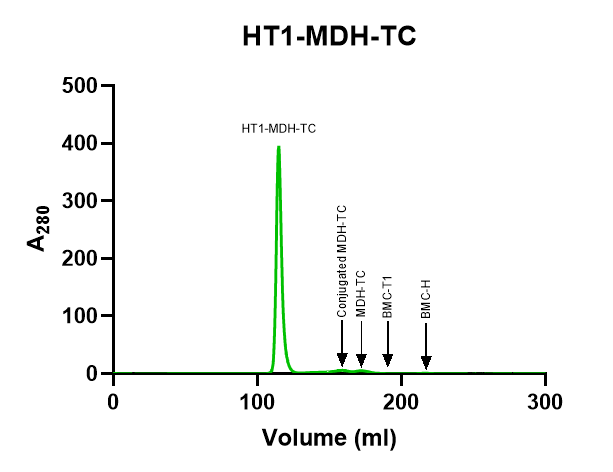 HT1-MDH-TC
500
400
300
200
100
0
A280
HT1-MDH-TC
Conjugated MDH-TC
MDH-TC
BMC-T1
BMC-H
0
100
200
300
Volume (ml)